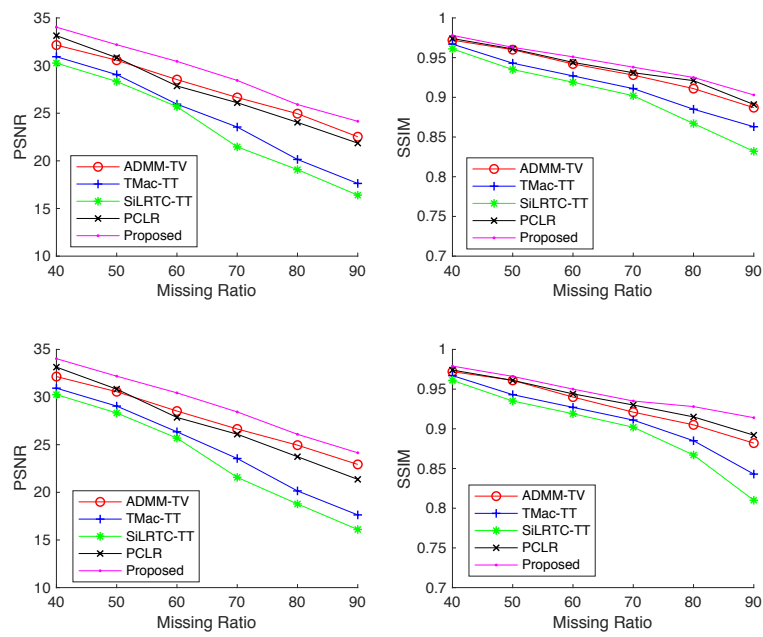 35
30
25
20
15
10
PSNR
ADMM-TV
TMac-TT
SiLRTC-TT
PCLR
Proposed
40 50 60 70 80 90
Missing Ratio
1
0.95
0.9
0.85
0.8
0.75
0.7
SSIM
ADMM-TV
TMac-TT
SiLRTC-TT
PCLR
Proposed
40 50 60 70 80 90
Missing Ratio
35
30
25
20
15
10
PSNR
ADMM-TV
TMac-TT
SiLRTC-TT
PCLR
Proposed
40 50 60 70 80 90
Missing Ratio
1
0.95
0.9
0.85
0.8
0.75
0.7
SSIM
ADMM-TV
TMac-TT
SiLRTC-TT
PCLR
Proposed
40 50 60 70 80 90
Missing Ratio